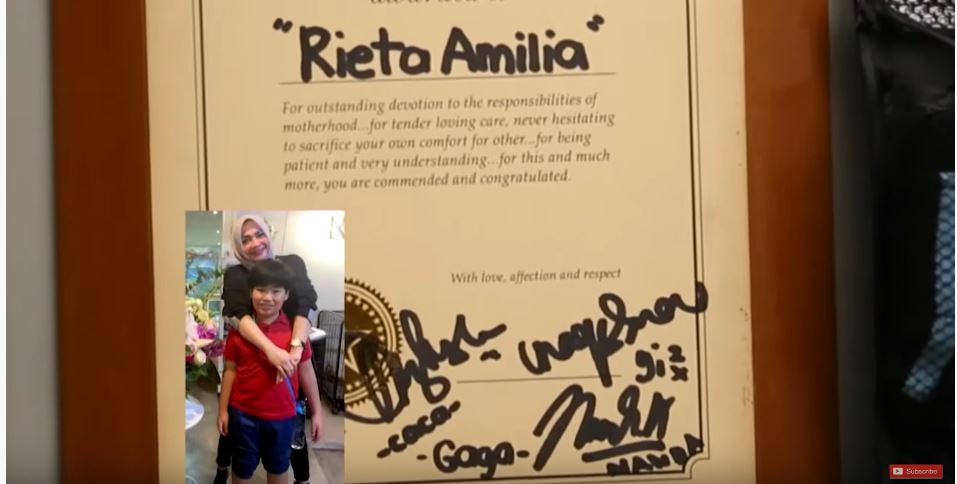 "Rieta Amilia"
For outstanding devotion to the responsibilities of
motherhood...for tender loving care, never hesitating
to sacrifice your own comfort for other...for being
patient and very understanding...for this and much
more, you are commended and congratulated.
With love, affection and respect
gizx
-caca-
-Gaga-
NANDA
Subscribe